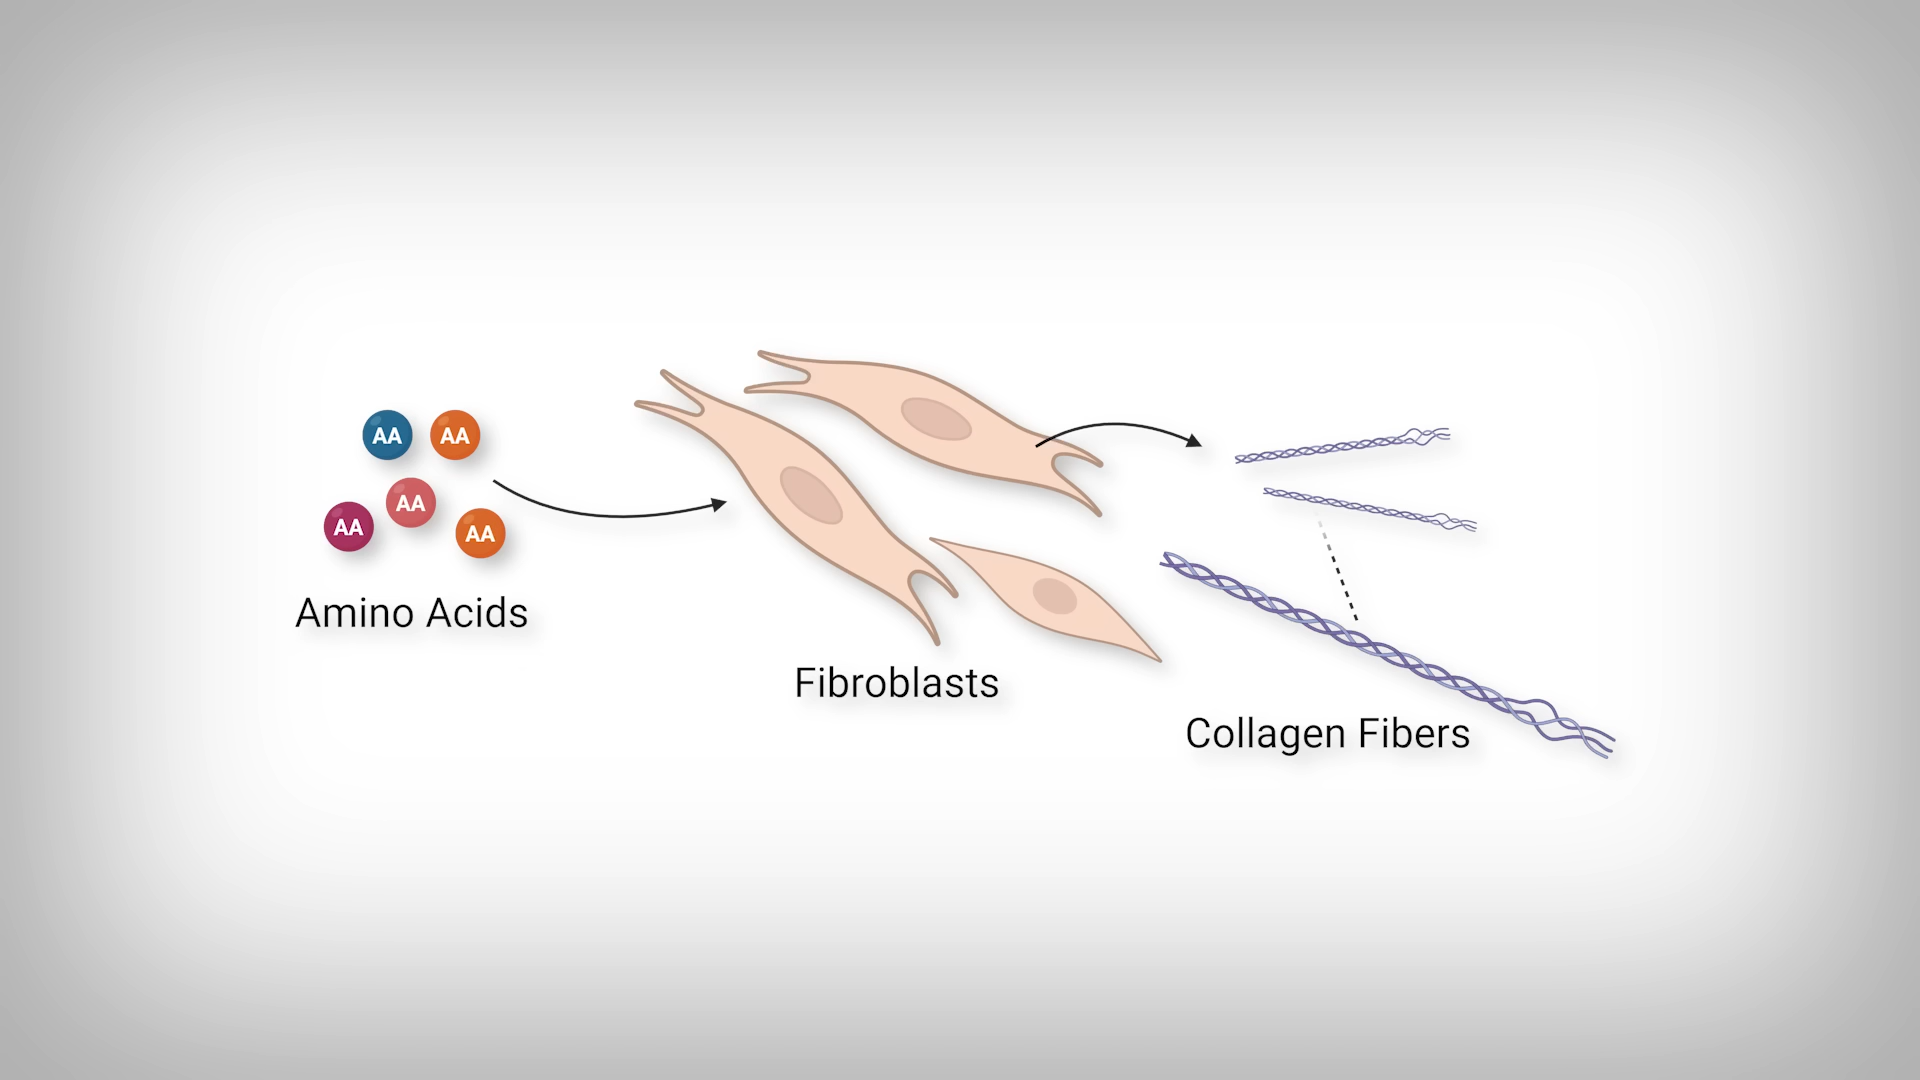 AA AA
AA
AA
AA
Amino Acids
Fibroblasts
Collagen Fibers